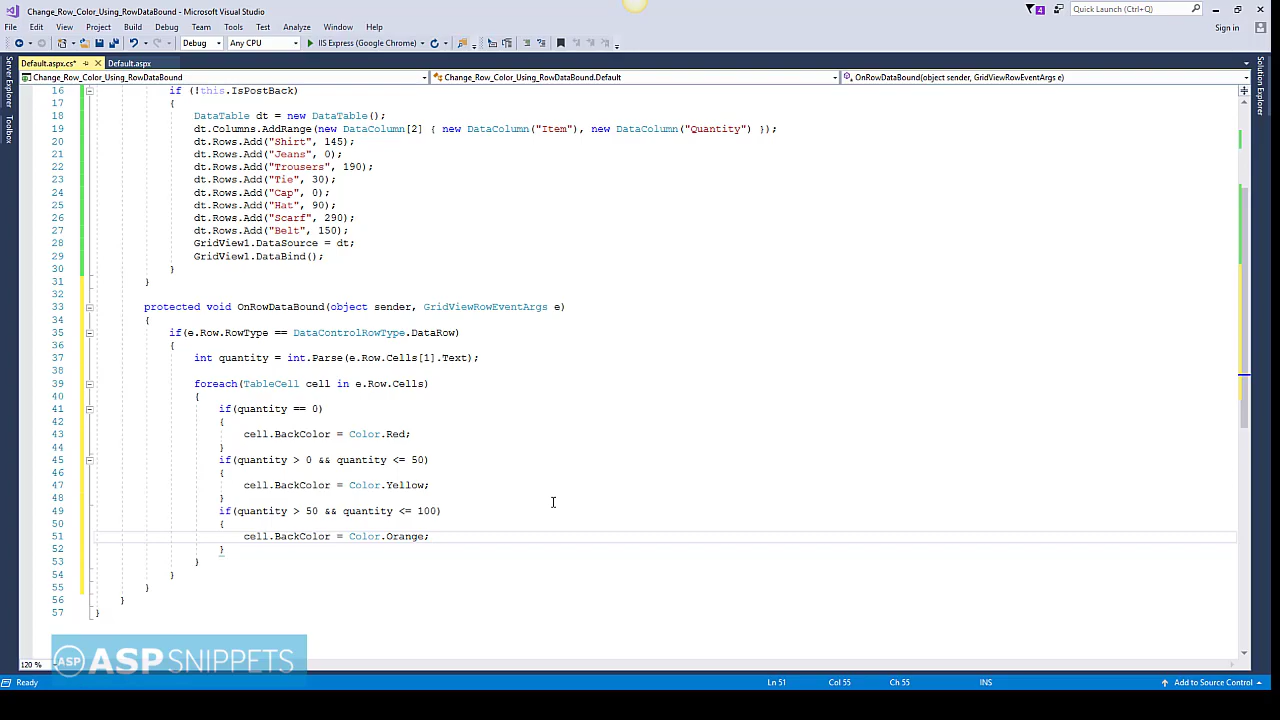 Change_Row_Color_Using_RowDataBound - Microsoft Visual Studio
4
Quick Launch (Ctrl+Q)
File Edit View Project Build Debug Team Tools Test Analyze Window Help
Sign in
Debug Any CPU IIS Express (Google Chrome)
Default.aspx.cs* Default.aspx
Change_Row_Color_Using_RowDataBound Change_Row_Color_Using_RowDataBound.Default OnRowDataBound(object sender, GridViewRowEventArgs e)
Server Explorer
Toolbox
Solution Explorer
16 if (!this.IsPostBack)
17 {
18 DataTable dt = new DataTable();
19 dt.Columns.AddRange(new DataColumn[2] { new DataColumn("Item"), new DataColumn("Quantity") });
20 dt.Rows.Add("Shirt", 145);
21 dt.Rows.Add("Jeans", 0);
22 dt.Rows.Add("Trousers", 190);
23 dt.Rows.Add("Tie", 30);
24 dt.Rows.Add("Cap", 0);
25 dt.Rows.Add("Hat", 90);
26 dt.Rows.Add("Scarf", 290);
27 dt.Rows.Add("Belt", 150);
28 GridView1.DataSource = dt;
29 GridView1.DataBind();
30 }
31 }
32
33 protected void OnRowDataBound(object sender, GridViewRowEventArgs e)
34 {
35 if(e.Row.RowType == DataControlRowType.DataRow)
36 {
37 int quantity = int.Parse(e.Row.Cells[1].Text);
38
39 foreach(TableCell cell in e.Row.Cells)
40 {
41 if(quantity == 0)
42 {
43 cell.BackColor = Color.Red;
44 }
45 if(quantity > 0 && quantity <= 50)
46 {
47 cell.BackColor = Color.Yellow;
48 }
49 if(quantity > 50 && quantity <= 100)
50 {
51 cell.BackColor = Color.Orange;
52 }
53 }
54 }
55 }
56 }
57 }
ASP ASPSNIPPETS
120 %
Ready Ln 51 Col 55 Ch 55 INS Add to Source Control